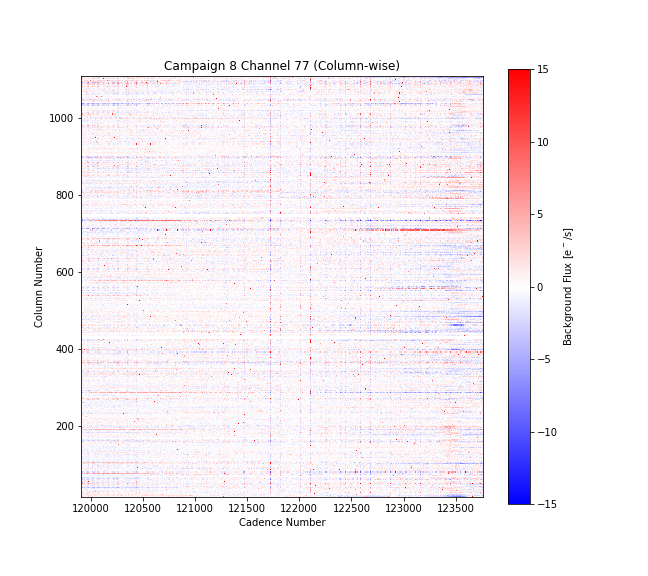 Campaign 8 Channel 77 (Column-wise)
1000
800
600
400
200
Column Number
120000 120500 121000 121500 122000 122500 123000 123500
Cadence Number
15
10
5
0
−5
−10
−15
Background Flux [e⁻/s]